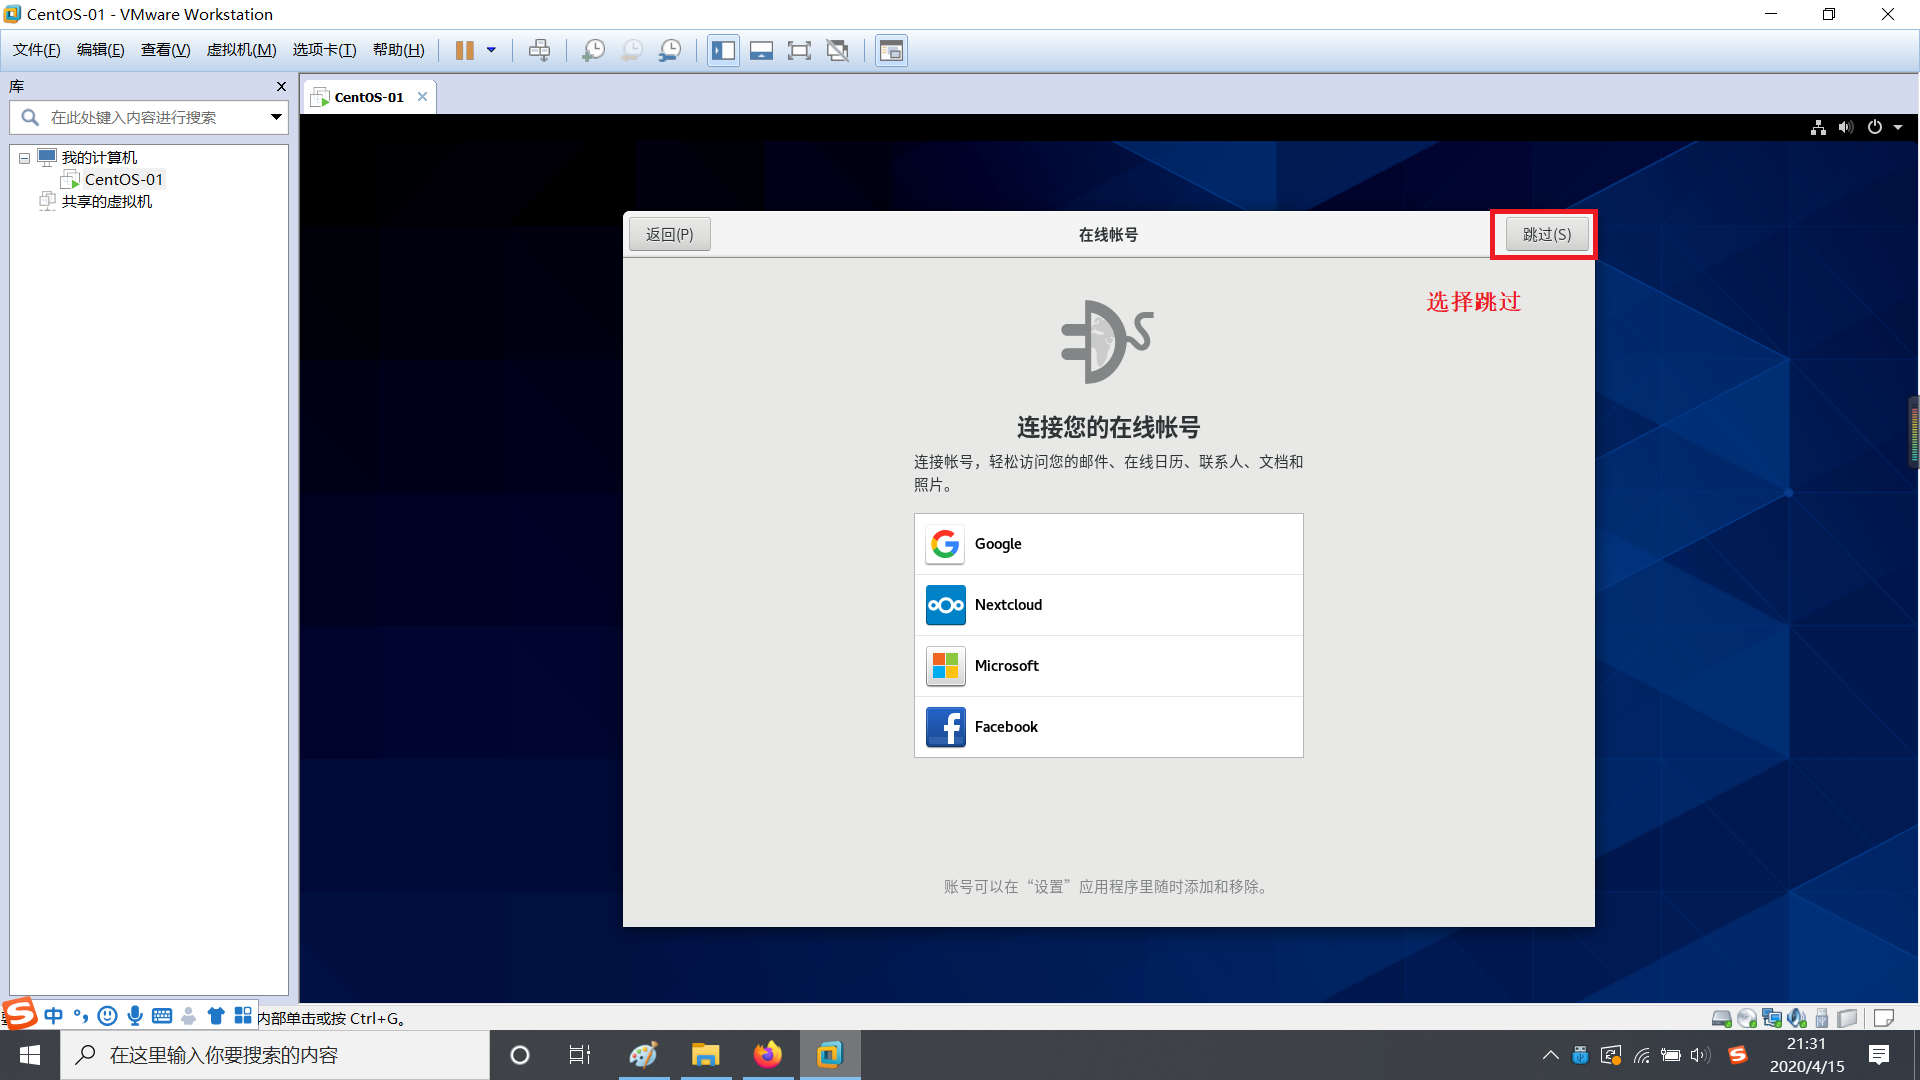 CentOS-01 - VMware Workstation
文件(F) 编辑(E) 查看(V) 虚拟机(M) 选项卡(T) 帮助(H)
库
CentOS-01
在此处键入内容进行搜索
我的计算机
CentOS-01
共享的虚拟机
返回(P)
在线帐号
跳过(S)
选择跳过
连接您的在线帐号
连接帐号，轻松访问您的邮件、在线日历、联系人、文档和
照片。
Google
Nextcloud
Microsoft
Facebook
账号可以在“设置”应用程序里随时添加和移除。
中
内部单击或按 Ctrl+G。
在这里输入你要搜索的内容
21:31
2020/4/15